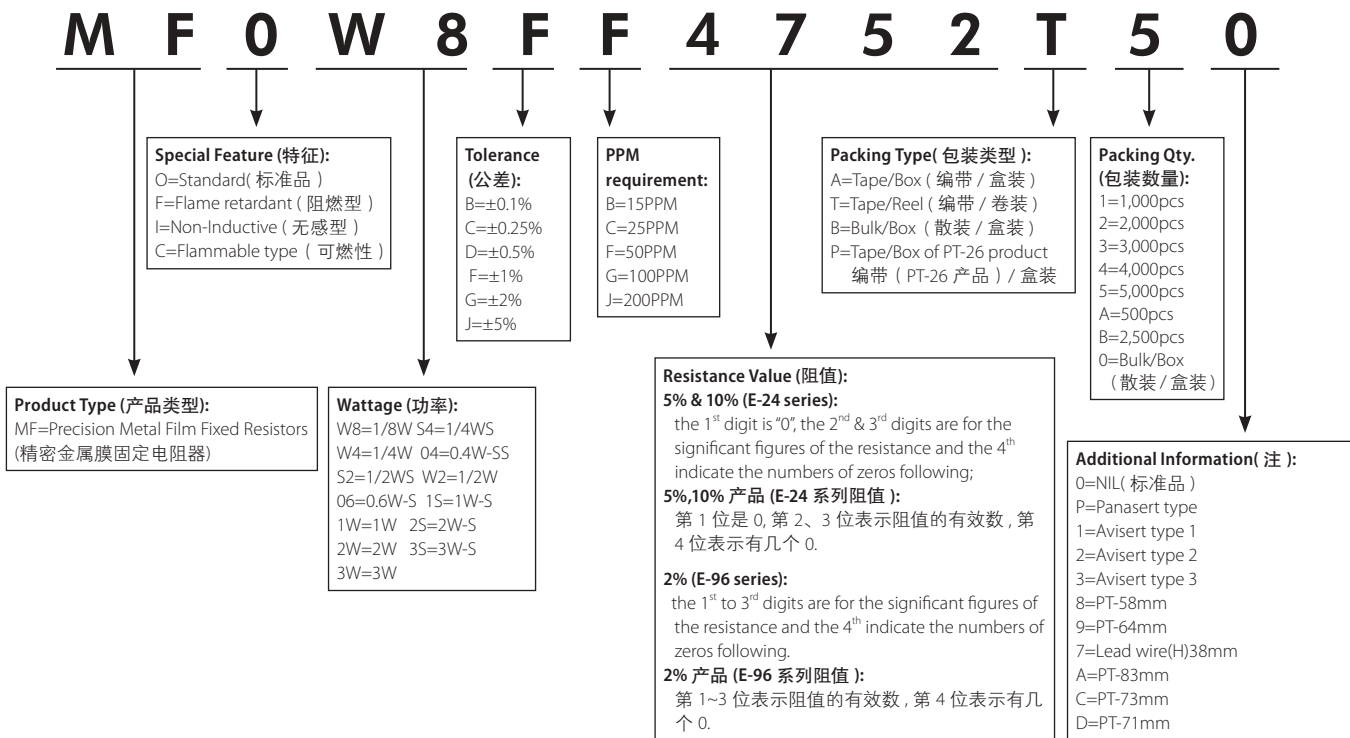 M F 0 W 8 F F 4 7 5 2 T 5 0
Special Feature (特征):
O=Standard( 标准品 )
F=Flame retardant ( 阻燃型 )
I=Non-Inductive ( 无感型 )
C=Flammable type ( 可燃性 )
Tolerance
(公差):
B=±0.1%
C=±0.25%
D=±0.5%
F=±1%
G=±2%
J=±5%
PPM
requirement:
B=15PPM
C=25PPM
F=50PPM
G=100PPM
J=200PPM
Packing Type( 包装类型 ):
A=Tape/Box ( 编带 / 盒装 )
T=Tape/Reel ( 编带 / 卷装 )
B=Bulk/Box ( 散装 / 盒装 )
P=Tape/Box of PT-26 product
编带 ( PT-26 产品 ) / 盒装
Packing Qty.
(包装数量):
1=1,000pcs
2=2,000pcs
3=3,000pcs
4=4,000pcs
5=5,000pcs
A=500pcs
B=2,500pcs
0=Bulk/Box
( 散装 / 盒装 )
Product Type (产品类型):
MF=Precision Metal Film Fixed Resistors
(精密金属膜固定电阻器)
Wattage (功率):
W8=1/8W S4=1/4WS
W4=1/4W 04=0.4W-SS
S2=1/2WS W2=1/2W
06=0.6W-S 1S=1W-S
1W=1W 2S=2W-S
2W=2W 3S=3W-S
3W=3W
Resistance Value (阻值):
5% & 10% (E-24 series):
the 1st digit is "0", the 2nd & 3rd digits are for the
significant figures of the resistance and the 4th
indicate the numbers of zeros following;
5%,10% 产品 (E-24 系列阻值 ):
第 1 位是 0, 第 2、3 位表示阻值的有效数 , 第
4 位表示有几个 0.
2% (E-96 series):
the 1st to 3rd digits are for the significant figures of
the resistance and the 4th indicate the numbers of
zeros following.
2% 产品 (E-96 系列阻值 ):
第 1~3 位表示阻值的有效数 , 第 4 位表示有几
个 0.
Additional Information( 注 ):
0=NIL( 标准品 )
P=Panasert type
1=Avisert type 1
2=Avisert type 2
3=Avisert type 3
8=PT-58mm
9=PT-64mm
7=Lead wire(H)38mm
A=PT-83mm
C=PT-73mm
D=PT-71mm